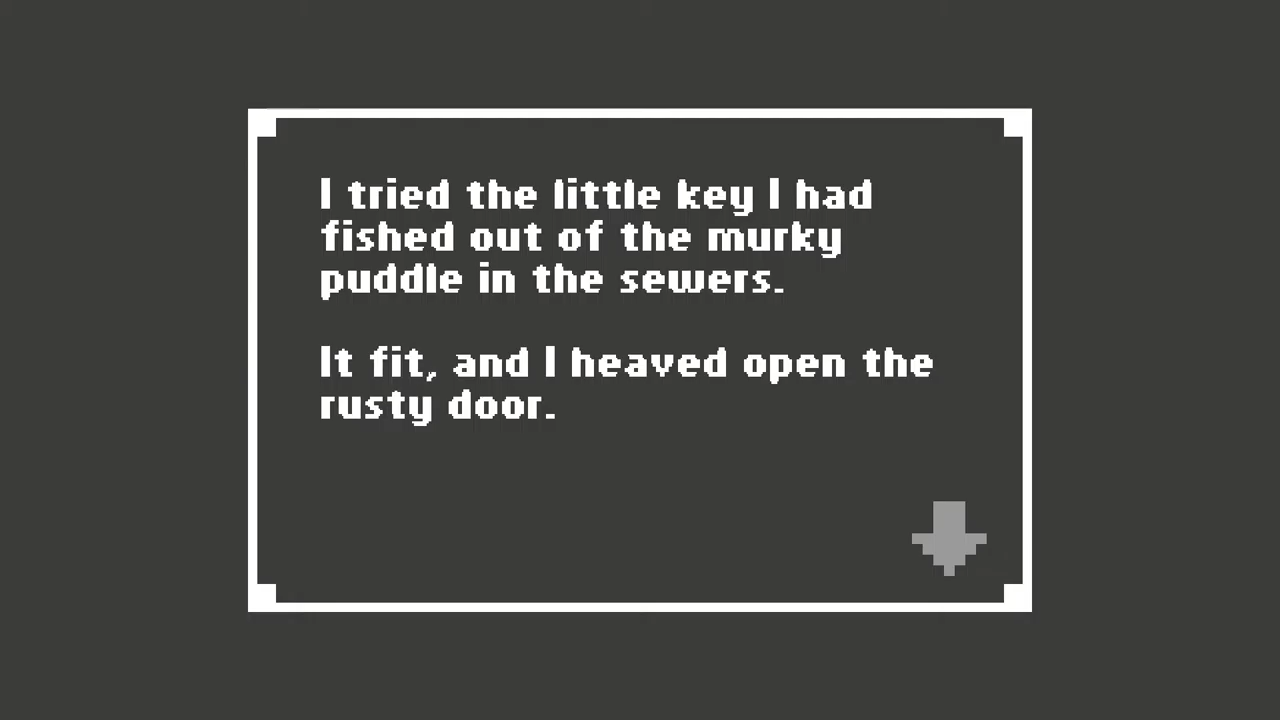 I tried the little key I had
fished out of the murky
puddle in the sewers.
It fit, and I heaved open the
rusty door.